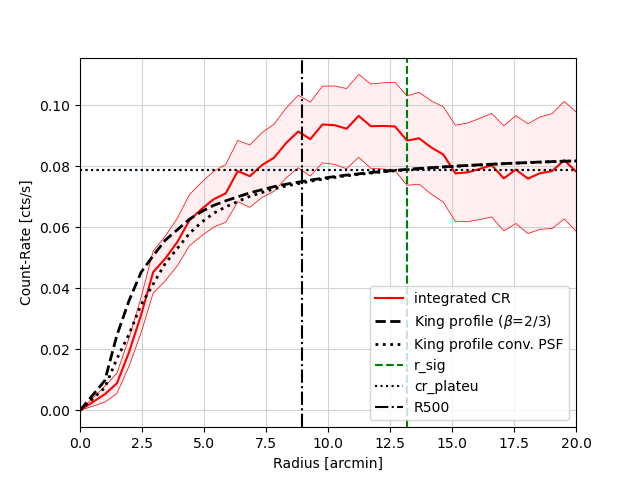 0.10
0.08
0.06
0.04
0.02
0.00
Count-Rate [cts/s]
integrated CR
King profile (β=2/3)
King profile conv. PSF
r_sig
cr_plateu
R500
0.0 2.5 5.0 7.5 10.0 12.5 15.0 17.5 20.0
Radius [arcmin]